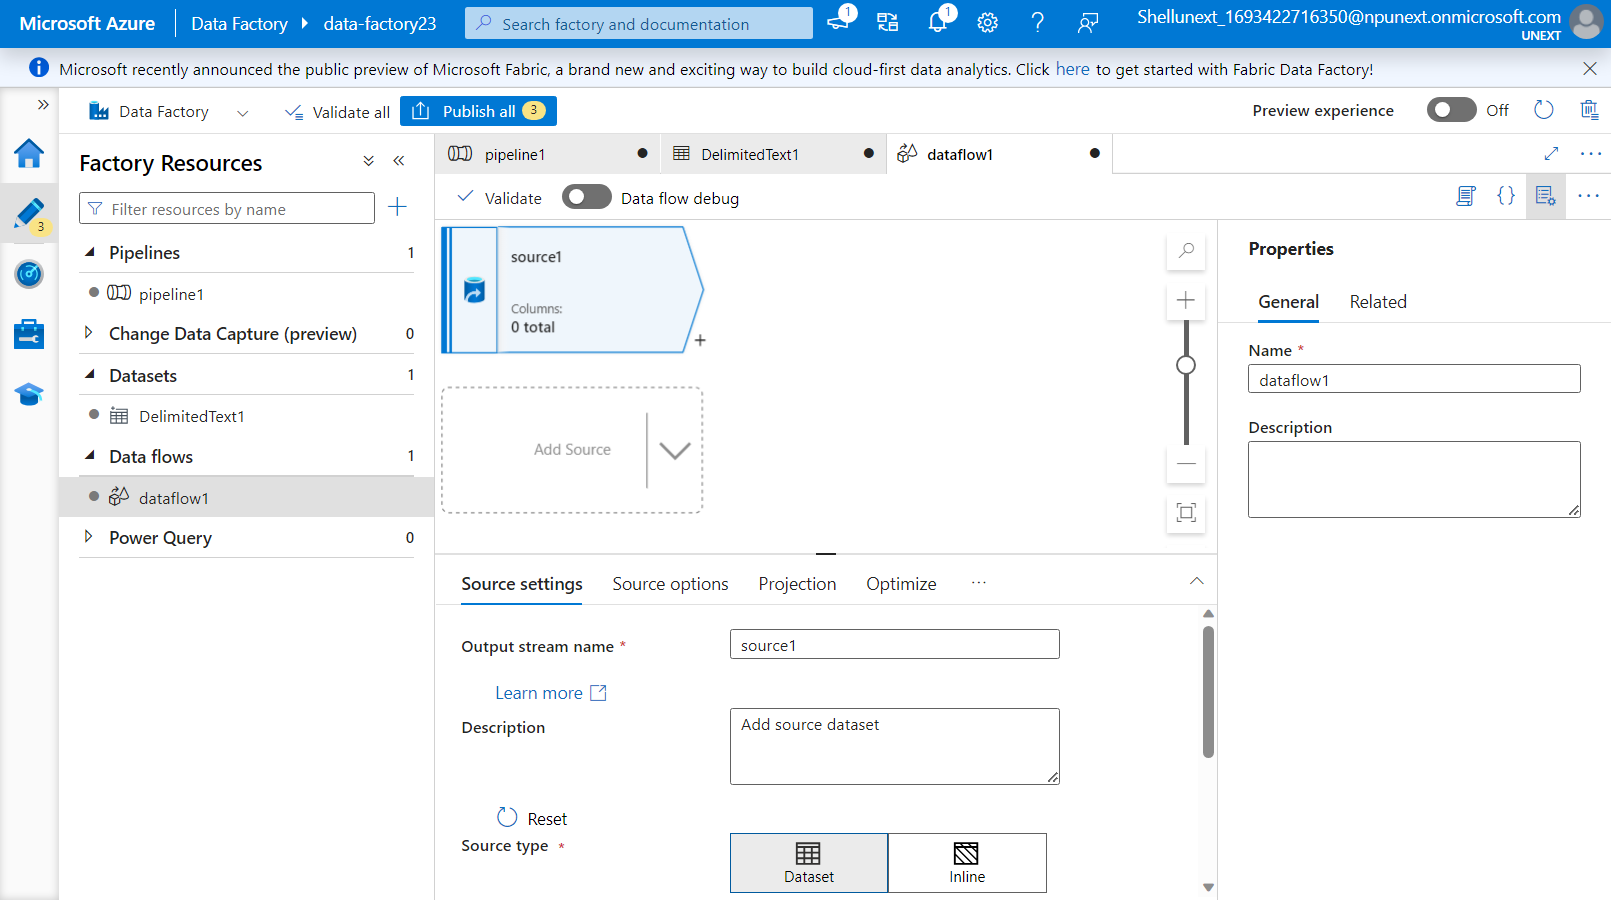 Microsoft Azure
Data Factory
data-factory23
Search factory and documentation
1
1
Shellunext_1693422716350@npunext.onmicrosoft.com
UNEXT
Microsoft recently announced the public preview of Microsoft Fabric, a brand new and exciting way to build cloud-first data analytics. Click here to get started with Fabric Data Factory!
Data Factory
Validate all
Publish all 3
Preview experience
Off
3
Factory Resources
Filter resources by name
Pipelines 1
pipeline1
Change Data Capture (preview) 0
Datasets 1
DelimitedText1
Data flows 1
dataflow1
Power Query 0
pipeline1
DelimitedText1
dataflow1
Validate
Data flow debug
source1
Columns:
0 total
Add Source
Source settings
Source options
Projection
Optimize
Output stream name *
source1
Learn more
Description
Add source dataset
Reset
Source type *
Dataset
Inline
Properties
General
Related
Name *
dataflow1
Description